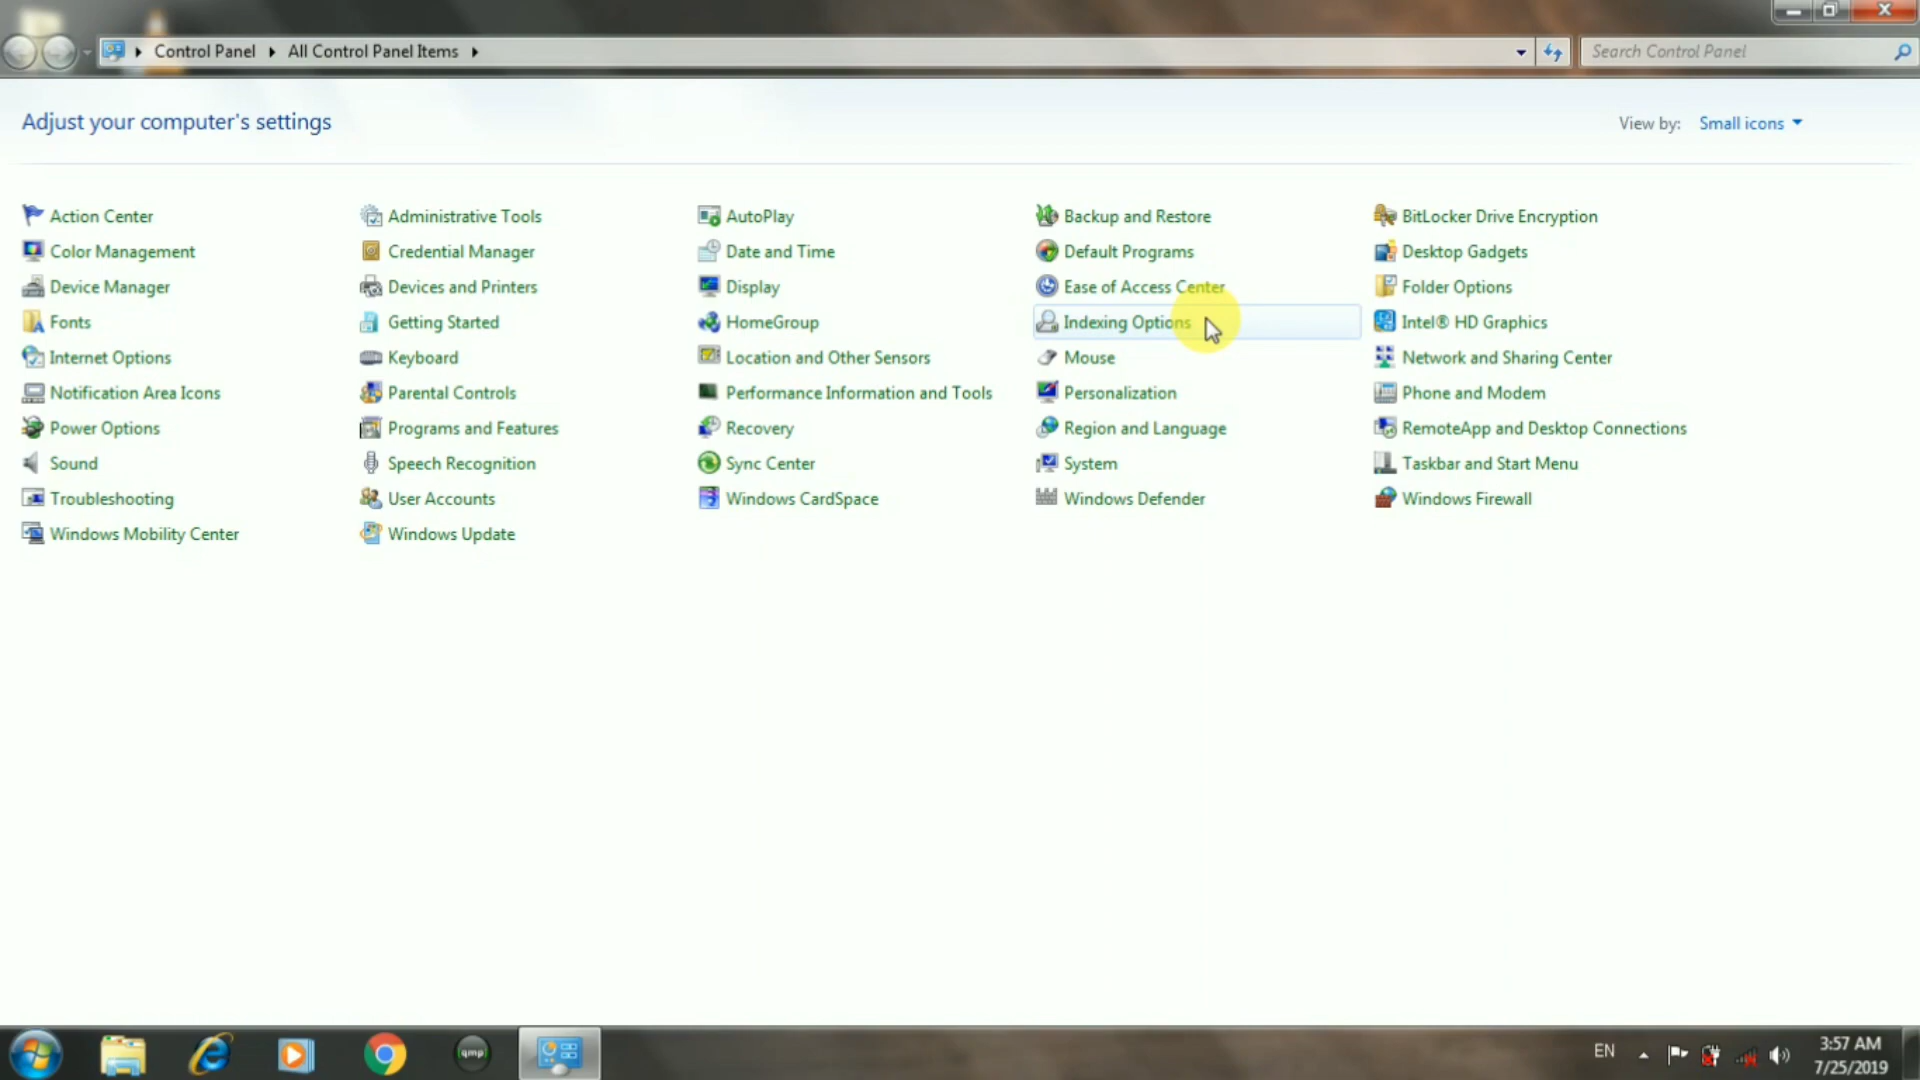 Control Panel All Control Panel Items
Search Control Panel
Adjust your computer's settings
View by: Small icons
Action Center
Administrative Tools
AutoPlay
Backup and Restore
BitLocker Drive Encryption
Color Management
Credential Manager
Date and Time
Default Programs
Desktop Gadgets
Device Manager
Devices and Printers
Display
Ease of Access Center
Folder Options
Fonts
Getting Started
HomeGroup
Indexing Options
Intel® HD Graphics
Internet Options
Keyboard
Location and Other Sensors
Mouse
Network and Sharing Center
Notification Area Icons
Parental Controls
Performance Information and Tools
Personalization
Phone and Modem
Power Options
Programs and Features
Recovery
Region and Language
RemoteApp and Desktop Connections
Sound
Speech Recognition
Sync Center
System
Taskbar and Start Menu
Troubleshooting
User Accounts
Windows CardSpace
Windows Defender
Windows Firewall
Windows Mobility Center
Windows Update
qmp
EN
3:57 AM
7/25/2019